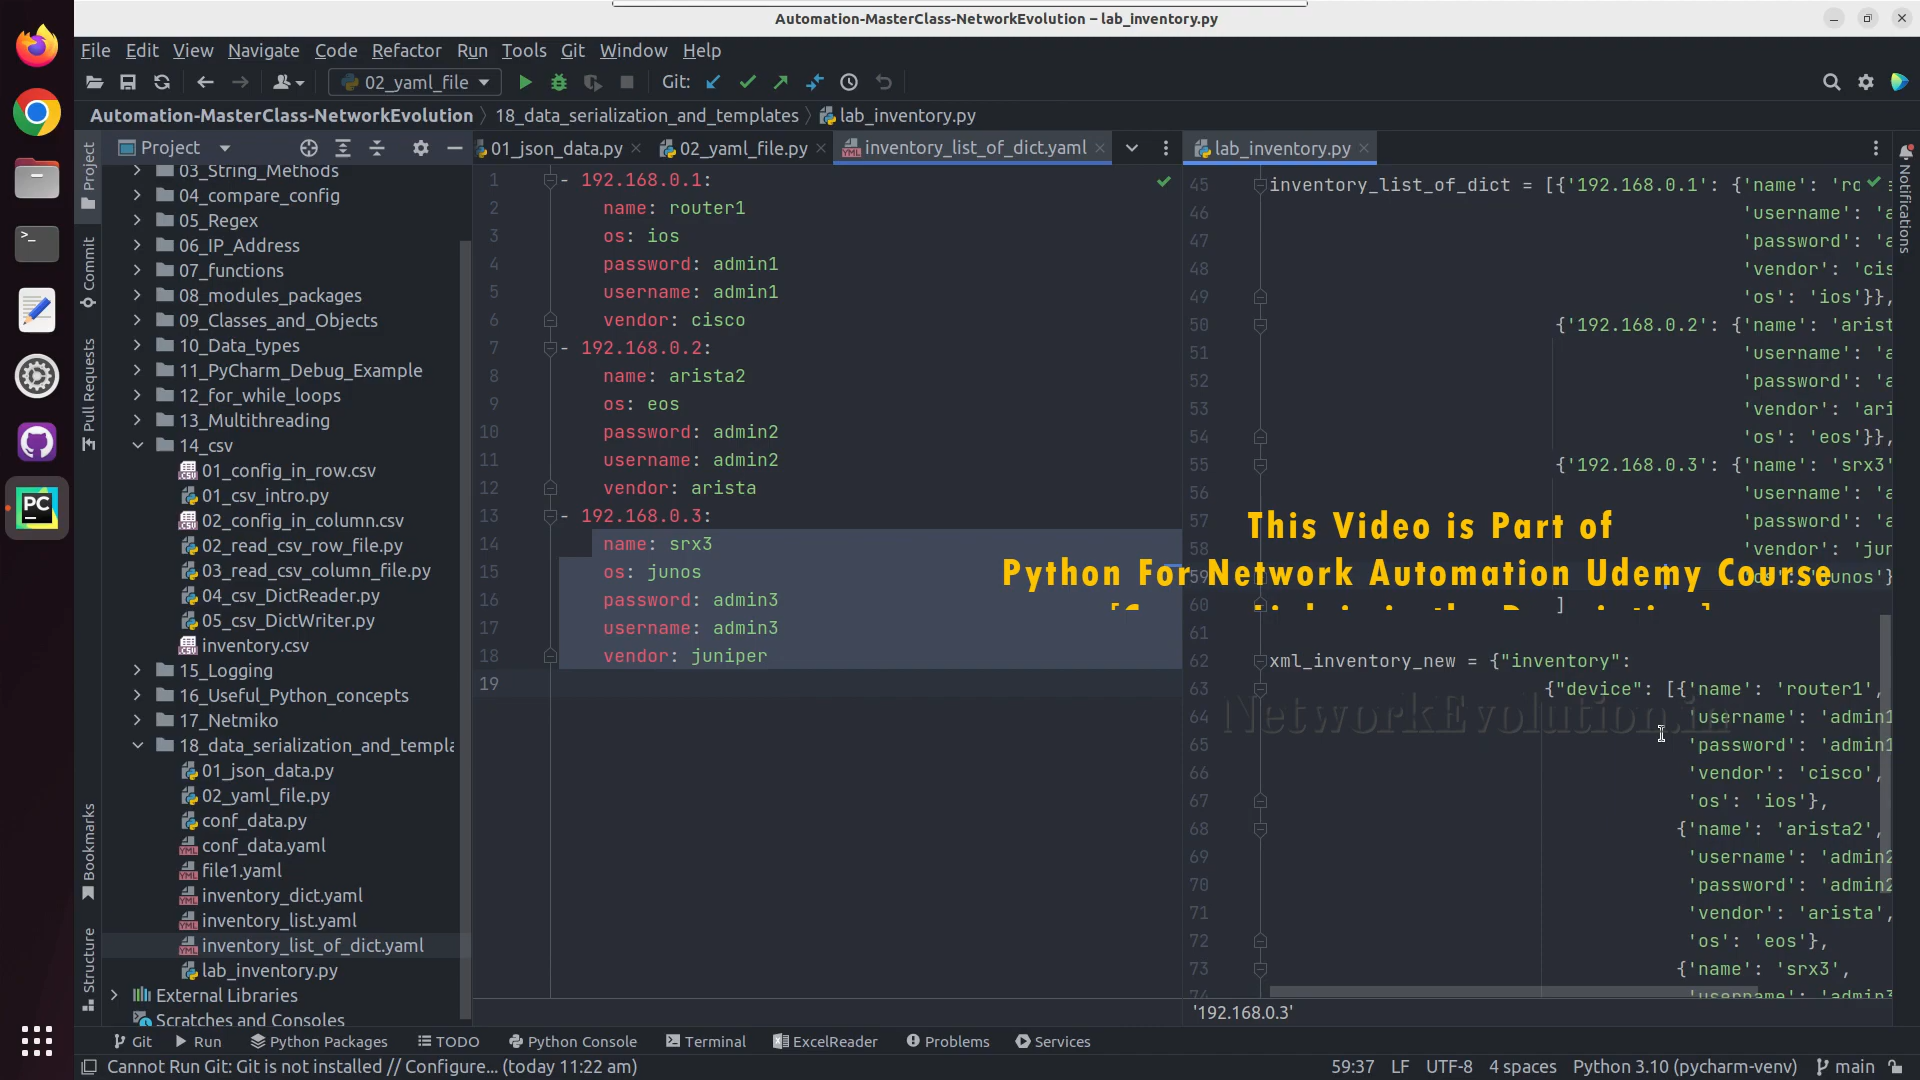 Automation-MasterClass-NetworkEvolution – lab_inventory.py
File Edit View Navigate Code Refactor Run Tools Git Window Help
02_yaml_file Git:
Automation-MasterClass-NetworkEvolution 18_data_serialization_and_templates lab_inventory.py
Project
01_json_data.py 02_yaml_file.py inventory_list_of_dict.yaml lab_inventory.py
Project
Commit
Pull Requests
Bookmarks
Structure
Notifications
03_String_Methods
04_compare_config
05_Regex
06_IP_Address
07_functions
08_modules_packages
09_Classes_and_Objects
10_Data_types
11_PyCharm_Debug_Example
12_for_while_loops
13_Multithreading
14_csv
01_config_in_row.csv
01_csv_intro.py
02_config_in_column.csv
02_read_csv_row_file.py
03_read_csv_column_file.py
04_csv_DictReader.py
05_csv_DictWriter.py
inventory.csv
15_Logging
16_Useful_Python_concepts
17_Netmiko
18_data_serialization_and_templa
01_json_data.py
02_yaml_file.py
conf_data.py
conf_data.yaml
file1.yaml
inventory_dict.yaml
inventory_list.yaml
inventory_list_of_dict.yaml
lab_inventory.py
External Libraries
Scratches and Consoles
1 - 192.168.0.1:
2 name: router1
3 os: ios
4 password: admin1
5 username: admin1
6 vendor: cisco
7 - 192.168.0.2:
8 name: arista2
9 os: eos
10 password: admin2
11 username: admin2
12 vendor: arista
13 - 192.168.0.3:
14 name: srx3
15 os: junos
16 password: admin3
17 username: admin3
18 vendor: juniper
19
45 inventory_list_of_dict = [{'192.168.0.1': {'name': 'ro
46 'username': 'a
47 'password': 'a
48 'vendor': 'cis
49 'os': 'ios'}},
50 {'192.168.0.2': {'name': 'arist
51 'username': 'a
52 'password': 'a
53 'vendor': 'ari
54 'os': 'eos'}},
55 {'192.168.0.3': {'name': 'srx3'
56 'username': 'a
57 'password': 'a
58 'vendor': 'jun
59 unos'}
60 ]
61
62 xml_inventory_new = {"inventory":
63 {"device": [{'name': 'router1',
64 'username': 'admin1
65 'password': 'admin1
66 'vendor': 'cisco',
67 'os': 'ios'},
68 {'name': 'arista2',
69 'username': 'admin2
70 'password': 'admin2
71 'vendor': 'arista',
72 'os': 'eos'},
73 {'name': 'srx3',
74 'username': 'admin3
This Video is Part of
Python For Network Automation Udemy Course
NetworkEvolution.in
'192.168.0.3'
Git Run Python Packages TODO Python Console Terminal ExcelReader Problems Services
Cannot Run Git: Git is not installed // Configure... (today 11:22 am) 59:37 LF UTF-8 4 spaces Python 3.10 (pycharm-venv) main